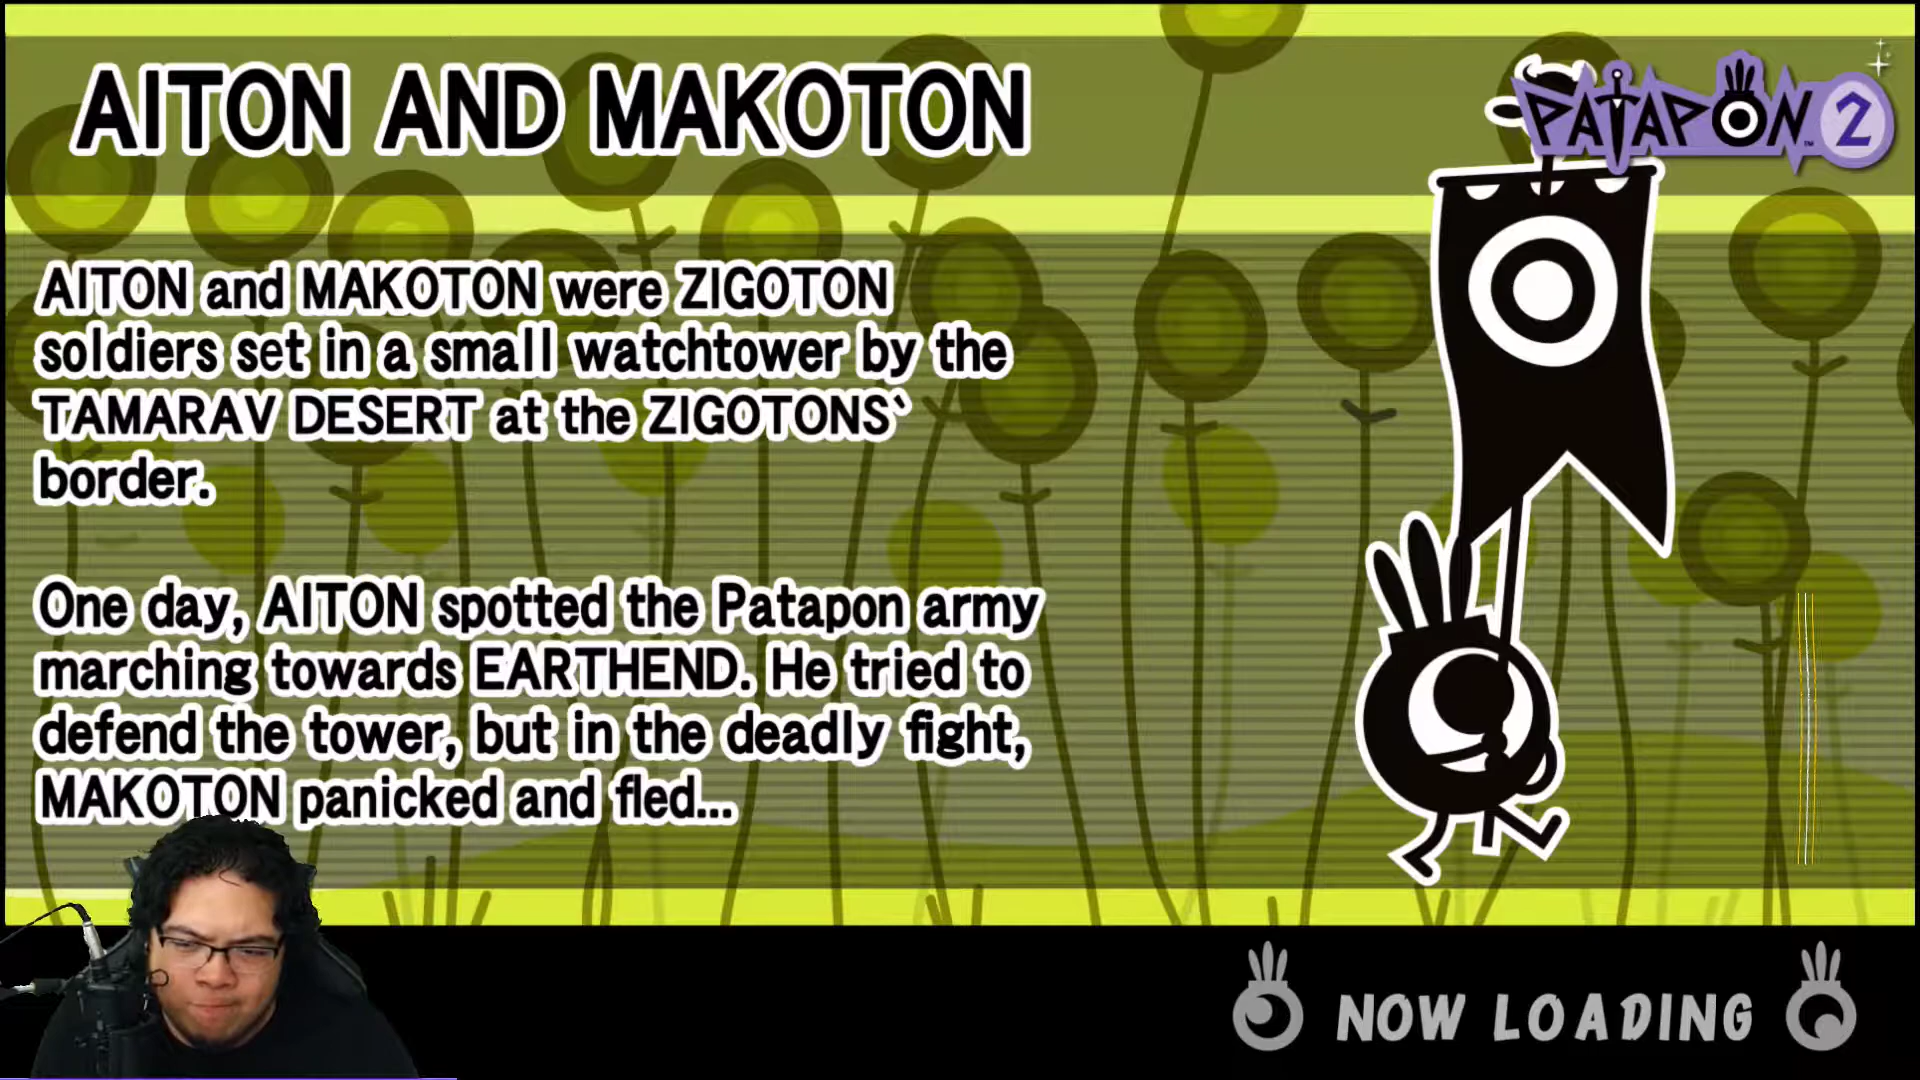 AITON AND MAKOTON
PATAPON 2
AITON and MAKOTON were ZIGOTON
soldiers set in a small watchtower by the
TAMARAV DESERT at the ZIGOTONS`
border.
One day, AITON spotted the Patapon army
marching towards EARTHEND. He tried to
defend the tower, but in the deadly fight,
MAKOTON panicked and fled...
NOW LOADING